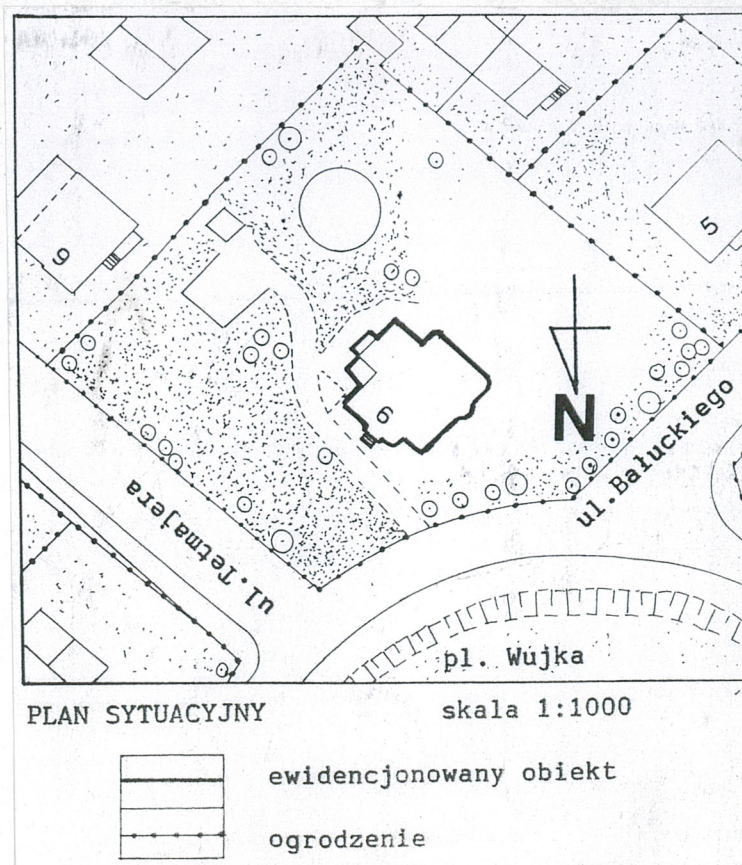 5
9
6
N
ul.Bałuckiego
ul.Tetmajera
pl. Wujka
PLAN SYTUACYJNY
skala 1:1000
ewidencjonowany obiekt
ogrodzenie